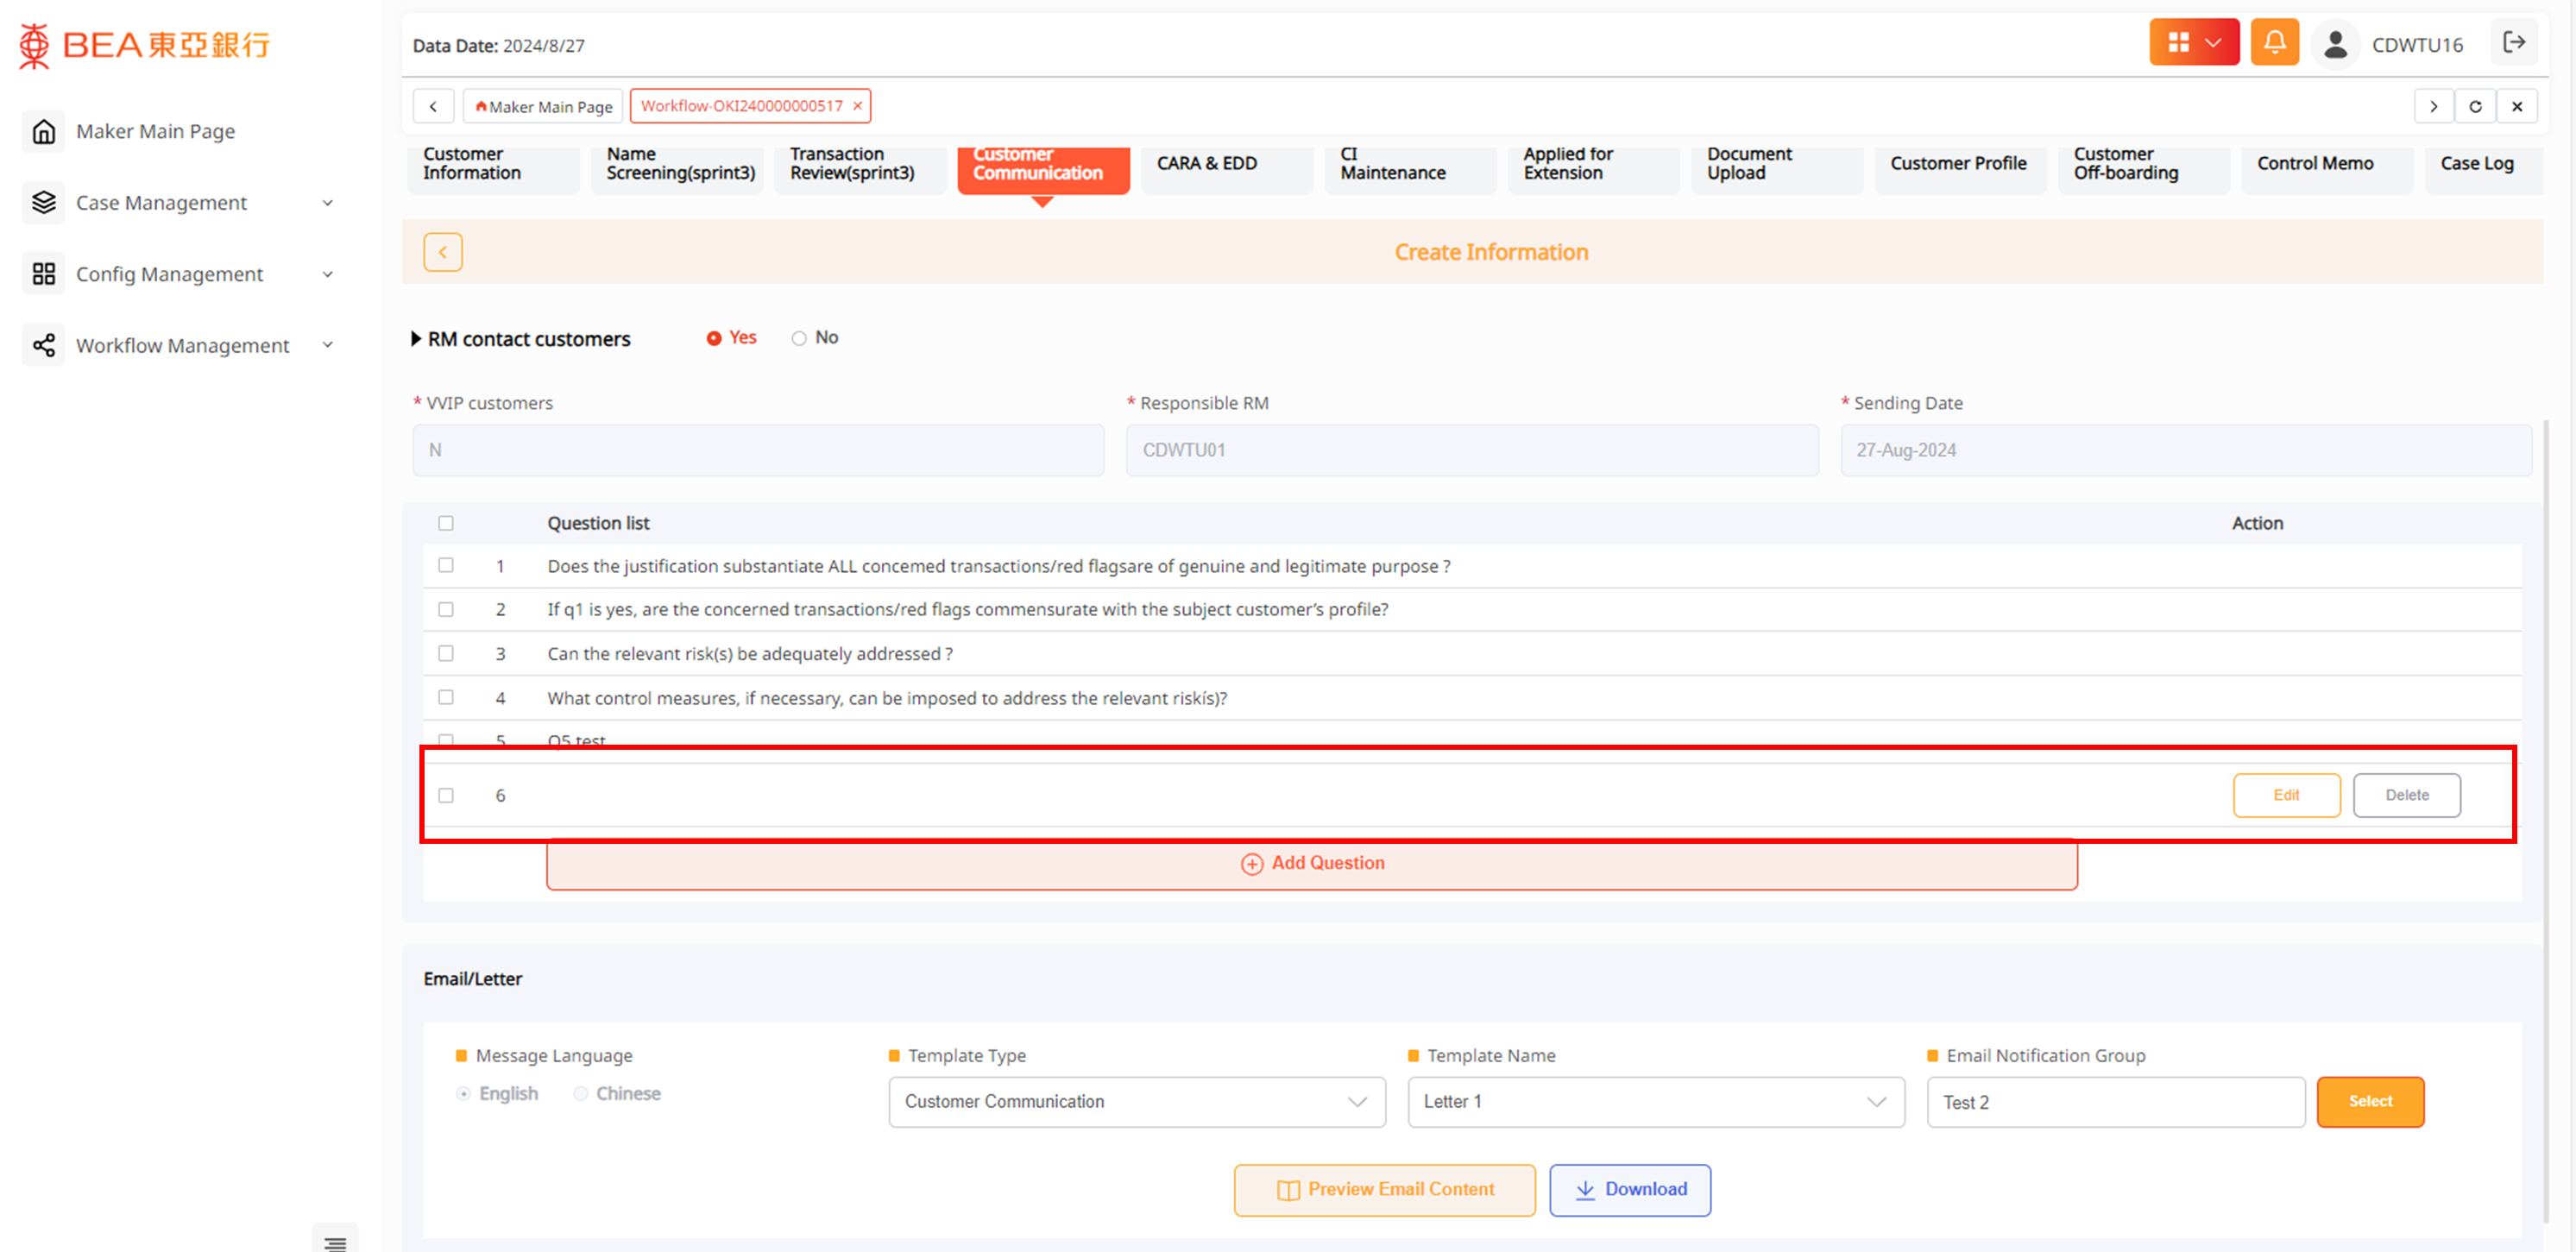 BEA東亞銀行
Data Date: 2024/8/27
CDWTU16
Maker Main Page
Workflow-OKI240000000517 ×
Maker Main Page
Case Management
Config Management
Workflow Management
Customer Information
Name Screening(sprint3)
Transaction Review(sprint3)
Customer Communication
CARA & EDD
CI Maintenance
Applied for Extension
Document Upload
Customer Profile
Customer Off-boarding
Control Memo
Case Log
Create Information
RM contact customers
Yes
No
* VVIP customers
* Responsible RM
* Sending Date
N
CDWTU01
27-Aug-2024
Question list
Action
1 Does the justification substantiate ALL concemed transactions/red flagsare of genuine and legitimate purpose ?
2 If q1 is yes, are the concerned transactions/red flags commensurate with the subject customer’s profile?
3 Can the relevant risk(s) be adequately addressed ?
4 What control measures, if necessary, can be imposed to address the relevant riskís)?
5 Q5 test
6
Edit
Delete
Add Question
Email/Letter
Message Language
Template Type
Template Name
Email Notification Group
English
Chinese
Customer Communication
Letter 1
Test 2
Select
Preview Email Content
Download